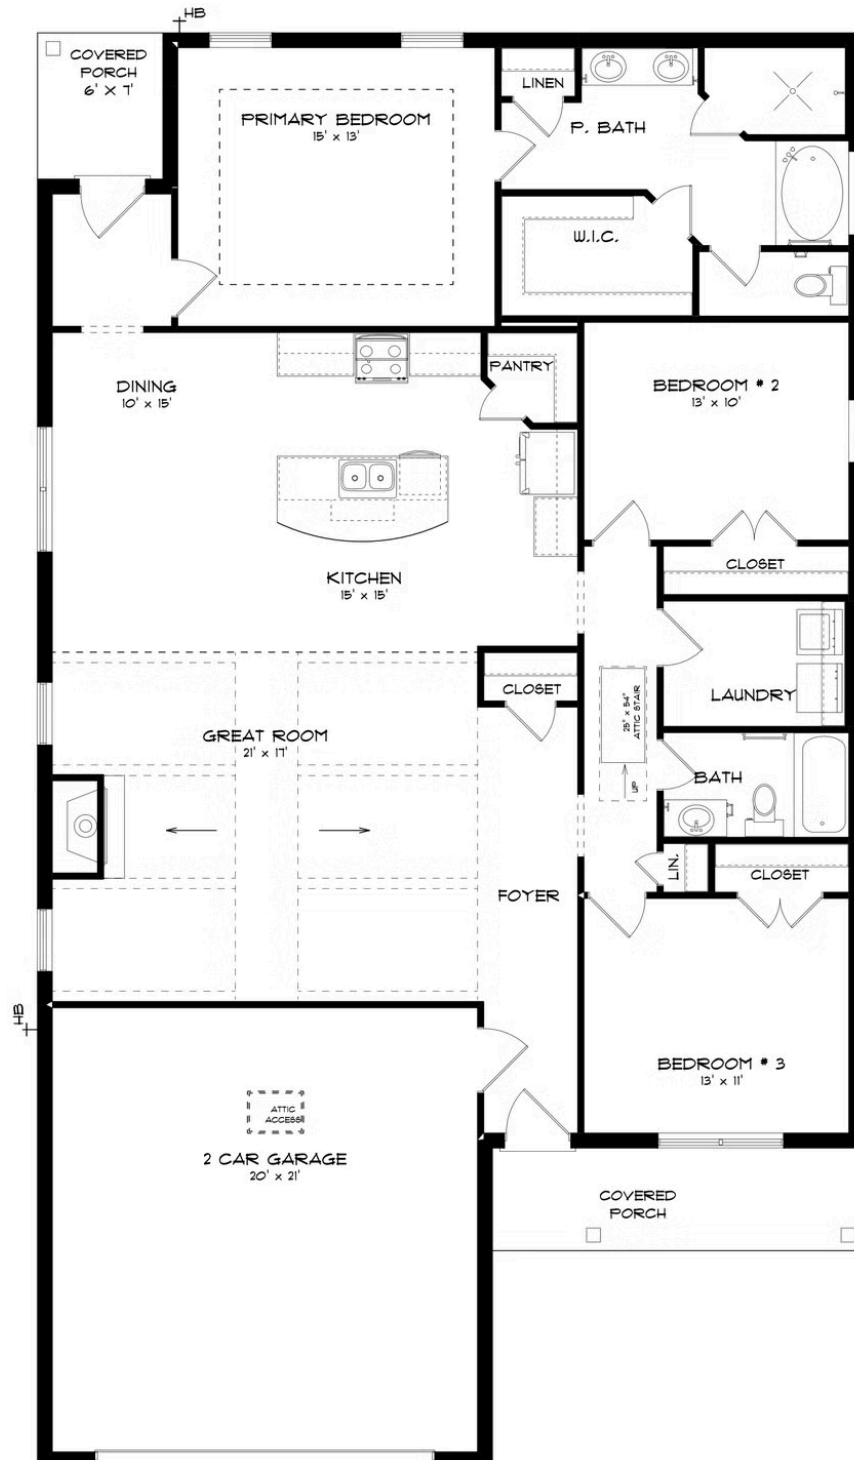 HB
COVERED
PORCH
6' X 7'
PRIMARY BEDROOM
15' x 13'
LINEN
P. BATH
W.I.C.
DINING
10' x 15'
PANTRY
BEDROOM # 2
13' x 10'
KITCHEN
15' x 15'
CLOSET
CLOSET
LAUNDRY
25" x 54"
ATTIC STAIR
UP
GREAT ROOM
21' x 17'
BATH
FOYER
LIN.
CLOSET
HB
BEDROOM # 3
13' x 11'
ATTIC
ACCESS
2 CAR GARAGE
20' x 21'
COVERED
PORCH